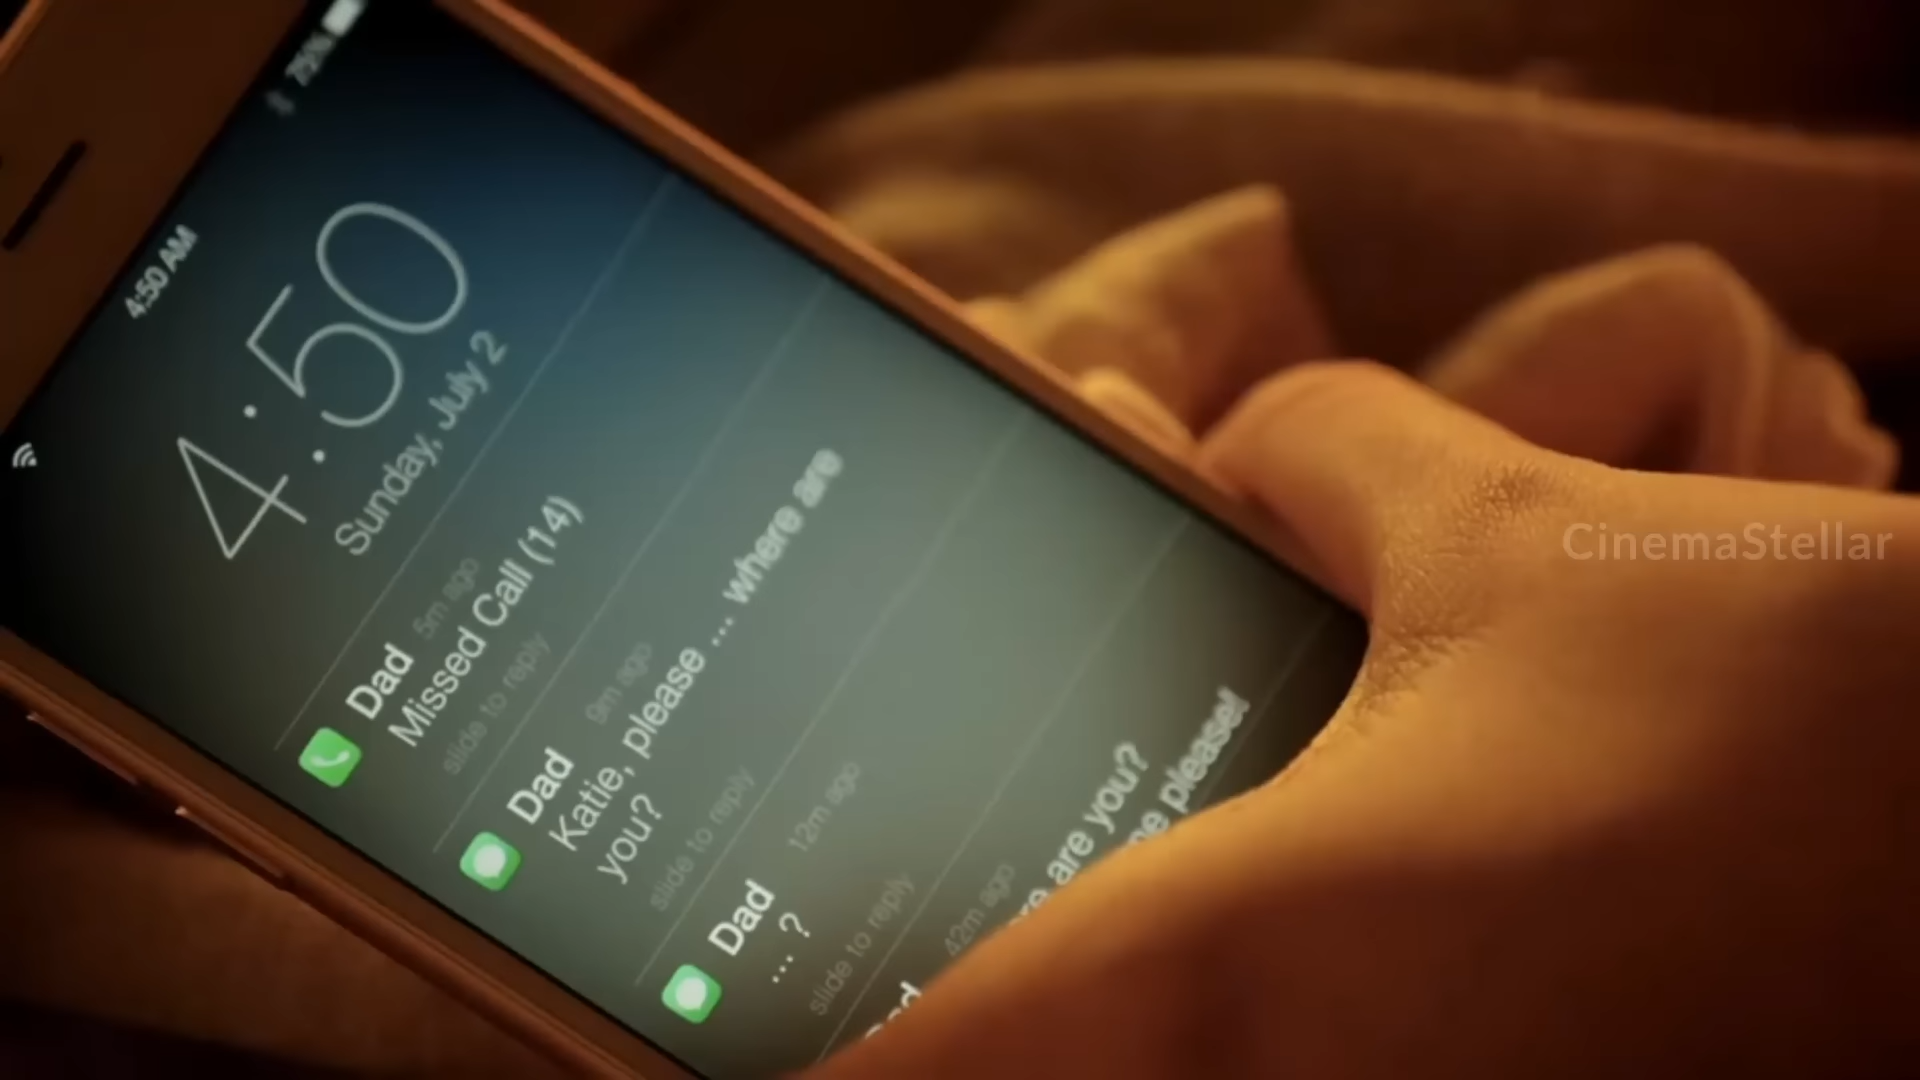 75%
4:50 AM
4:50
Sunday, July 2
Dad 5m ago
Missed Call (14)
slide to reply
Dad 9m ago
Katie, please ... where are
you?
slide to reply
Dad 12m ago
... ?
slide to reply
42m ago
are you?
please!
CinemaStellar